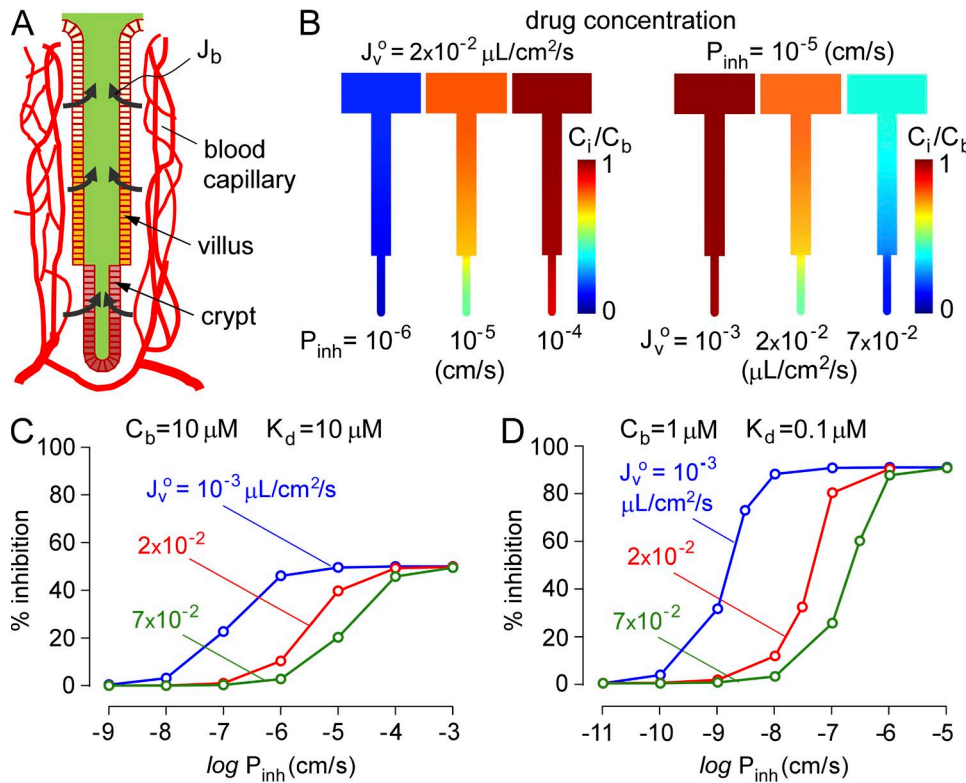 A
J_b
blood
capillary
villus
crypt
B
drug concentration
J_v^o = 2x10^-2 µL/cm^2/s
P_inh = 10^-5 (cm/s)
C_i/C_b
1
0
C_i/C_b
1
0
P_inh = 10^-6 10^-5 10^-4
(cm/s)
J_v^o = 10^-3 2x10^-2 7x10^-2
(µL/cm^2/s)
C
C_b=10 µM K_d=10 µM
J_v^o = 10^-3 µL/cm^2/s
2x10^-2
7x10^-2
% inhibition
100
80
60
40
20
0
-9 -8 -7 -6 -5 -4 -3
log P_inh (cm/s)
D
C_b=1 µM K_d=0.1 µM
J_v^o = 10^-3
µL/cm^2/s
2x10^-2
7x10^-2
% inhibition
100
80
60
40
20
0
-11 -10 -9 -8 -7 -6 -5
log P_inh (cm/s)